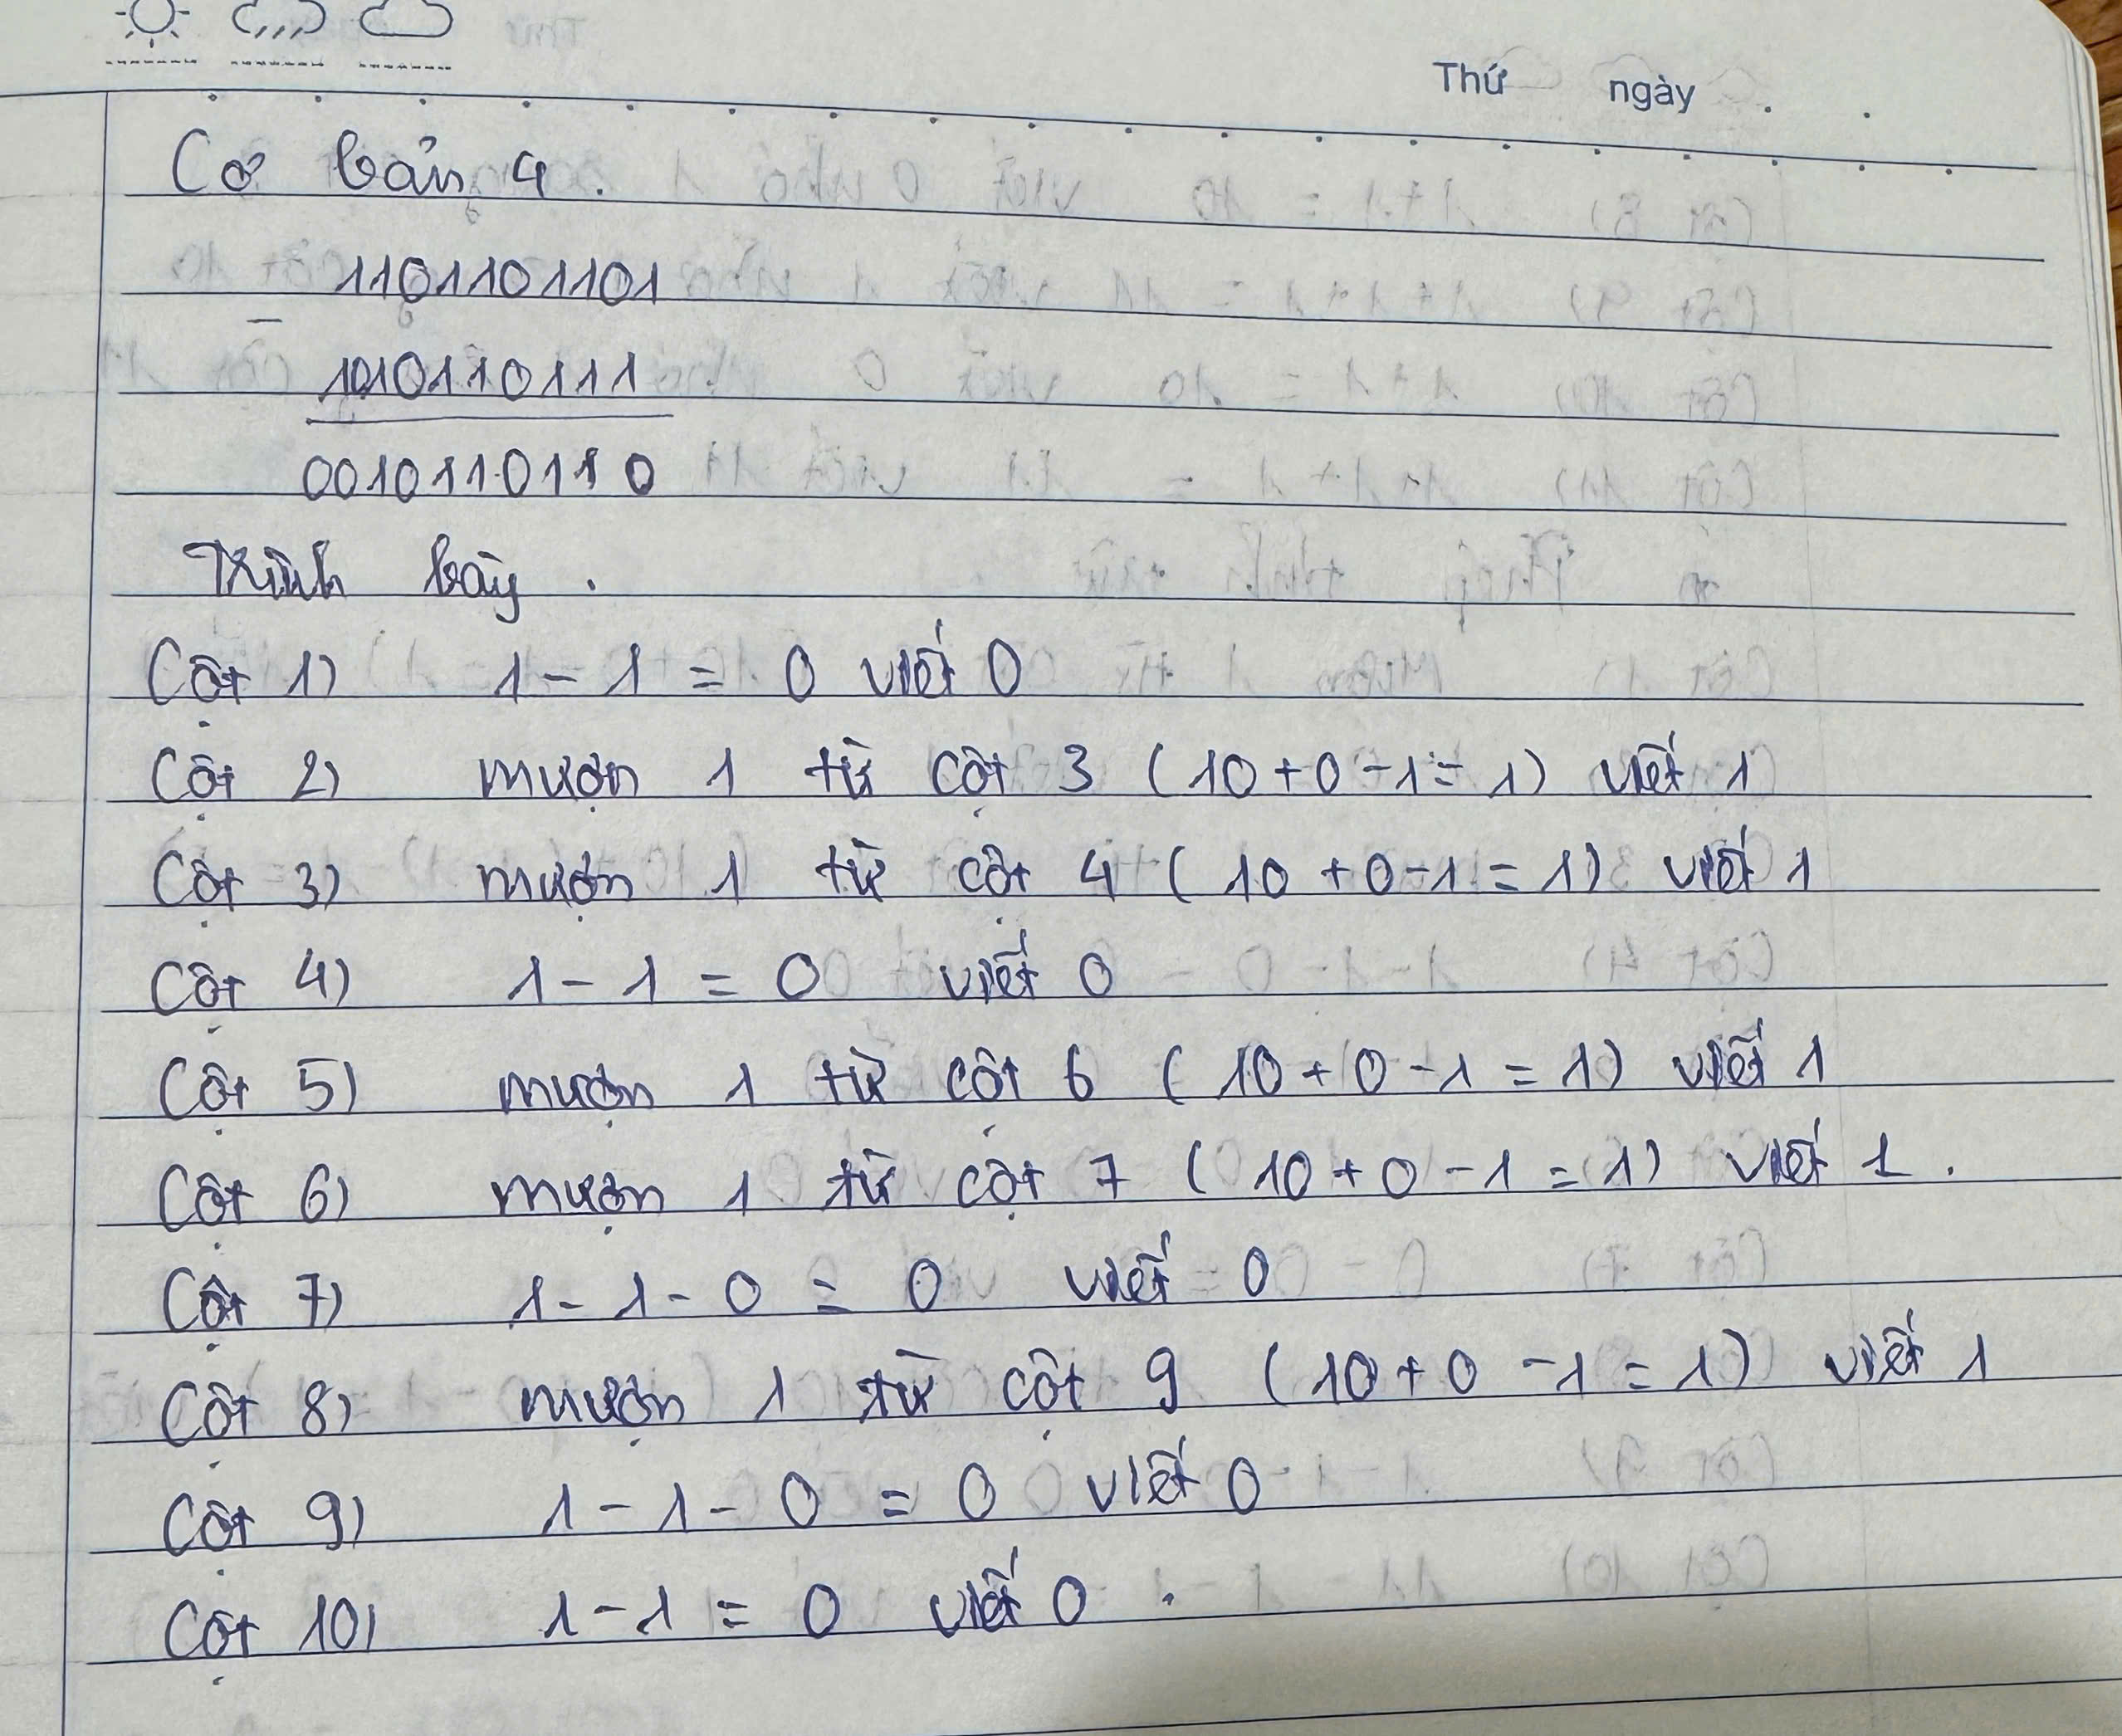 Thứ ngày . .
Cơ bản 4.
1101101101
-
1010110111
00101101110
Trình bày.
Cột 1) 1 - 1 = 0 viết 0
Cột 2) mượn 1 từ cột 3 (10 + 0 - 1 = 1) viết 1
Cột 3) mượn 1 từ cột 4 (10 + 0 - 1 = 1) viết 1
Cột 4) 1 - 1 = 0 viết 0
Cột 5) mượn 1 từ cột 6 (10 + 0 - 1 = 1) viết 1
Cột 6) mượn 1 từ cột 7 (10 + 0 - 1 = 1) viết 1.
Cột 7) 1 - 1 - 0 = 0 viết 0
Cột 8) mượn 1 từ cột 9 (10 + 0 - 1 = 1) viết 1
Cột 9) 1 - 1 - 0 = 0 viết 0
Cột 10) 1 - 1 = 0 viết 0.